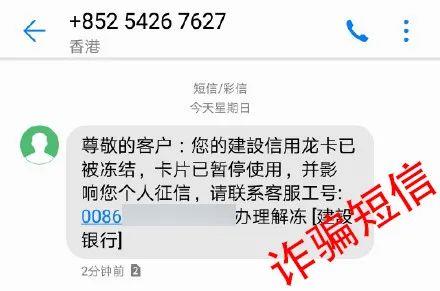 +852 5426 7627
香港
短信/彩信
今天星期日
尊敬的客户：您的建設信用龙卡已
被冻结，卡片已暂停使用，并影
响您个人征信，请联系客服工号:
0086 办理解冻 [建設
银行]
2分钟前 2
诈骗短信